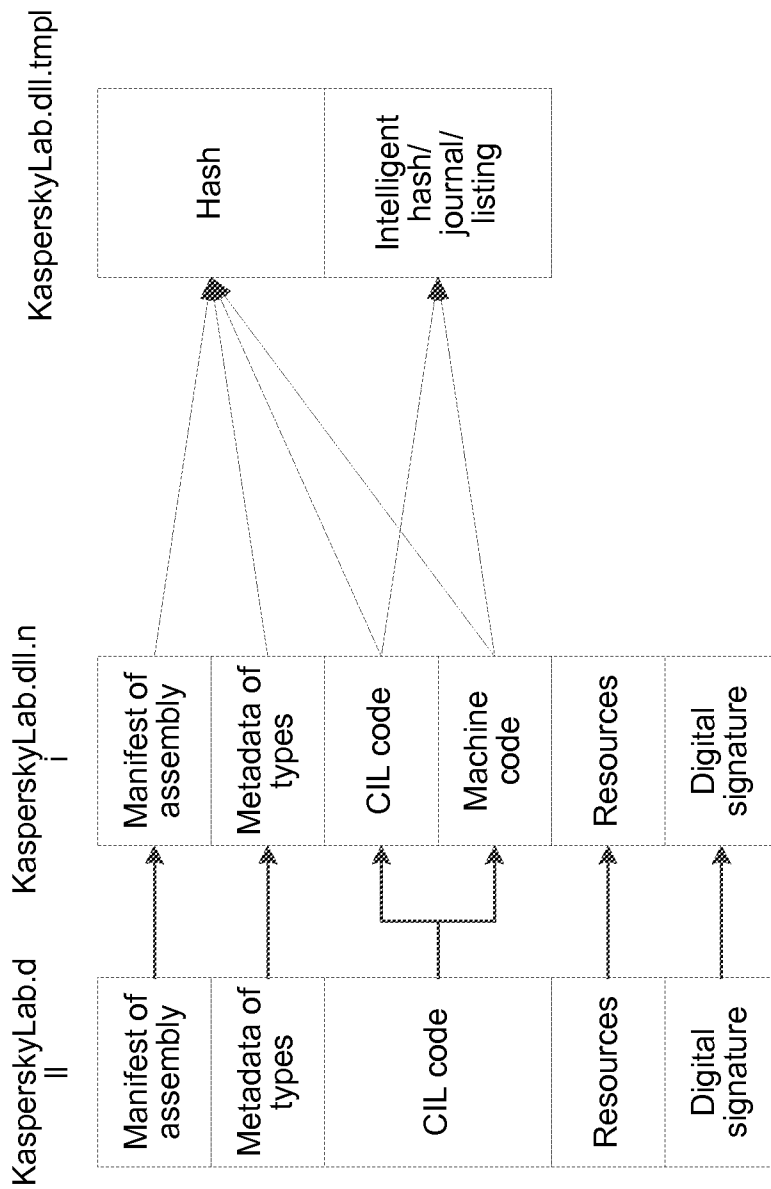 KasperskyLab.d
ll
Manifest of
assembly
Metadata of
types
CIL code
Resources
Digital
signature
KasperskyLab.dll.n
i
Manifest of
assembly
Metadata of
types
CIL code
Machine
code
Resources
Digital
signature
KasperskyLab.dll.tmpl
Hash
Intelligent
hash/
journal/
listing